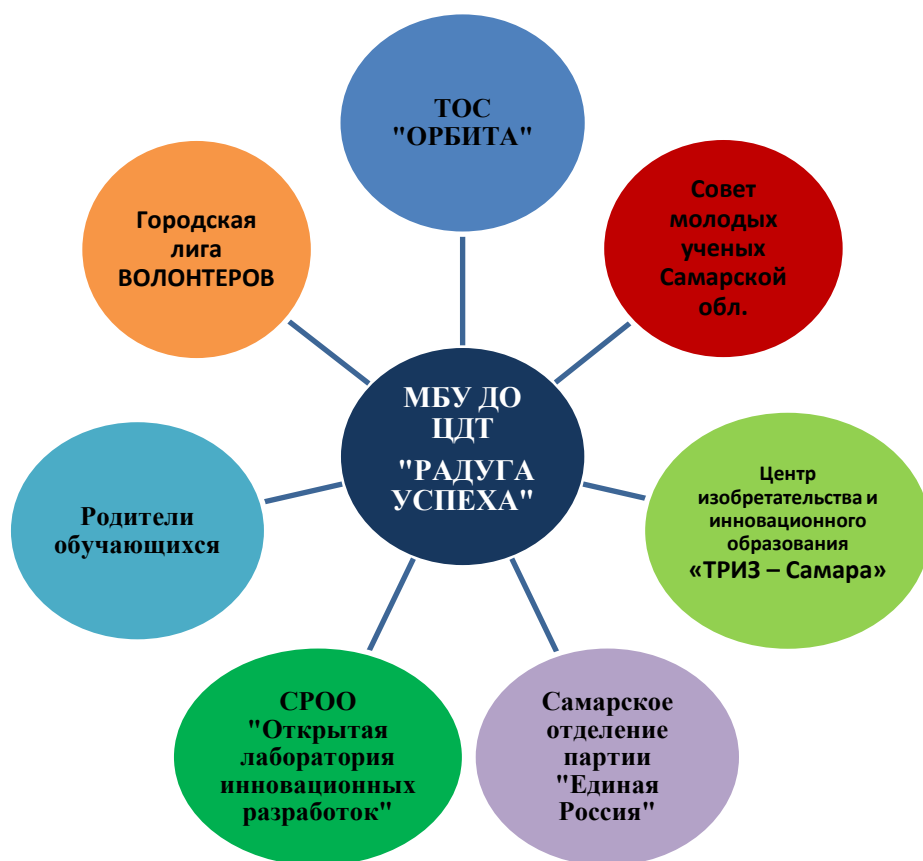 ТОС
"ОРБИТА"
Городская
лига
ВОЛОНТЕРОВ
Совет
молодых
ученых
Самарской
обл.
МБУ ДО
ЦДТ
"РАДУГА
УСПЕХА"
Родители
обучающихся
Центр
изобретательства и
инновационного
образования
«ТРИЗ – Самара»
СРОО
"Открытая
лаборатория
инновационных
разработок"
Самарское
отделение
партии
"Единая
Россия"